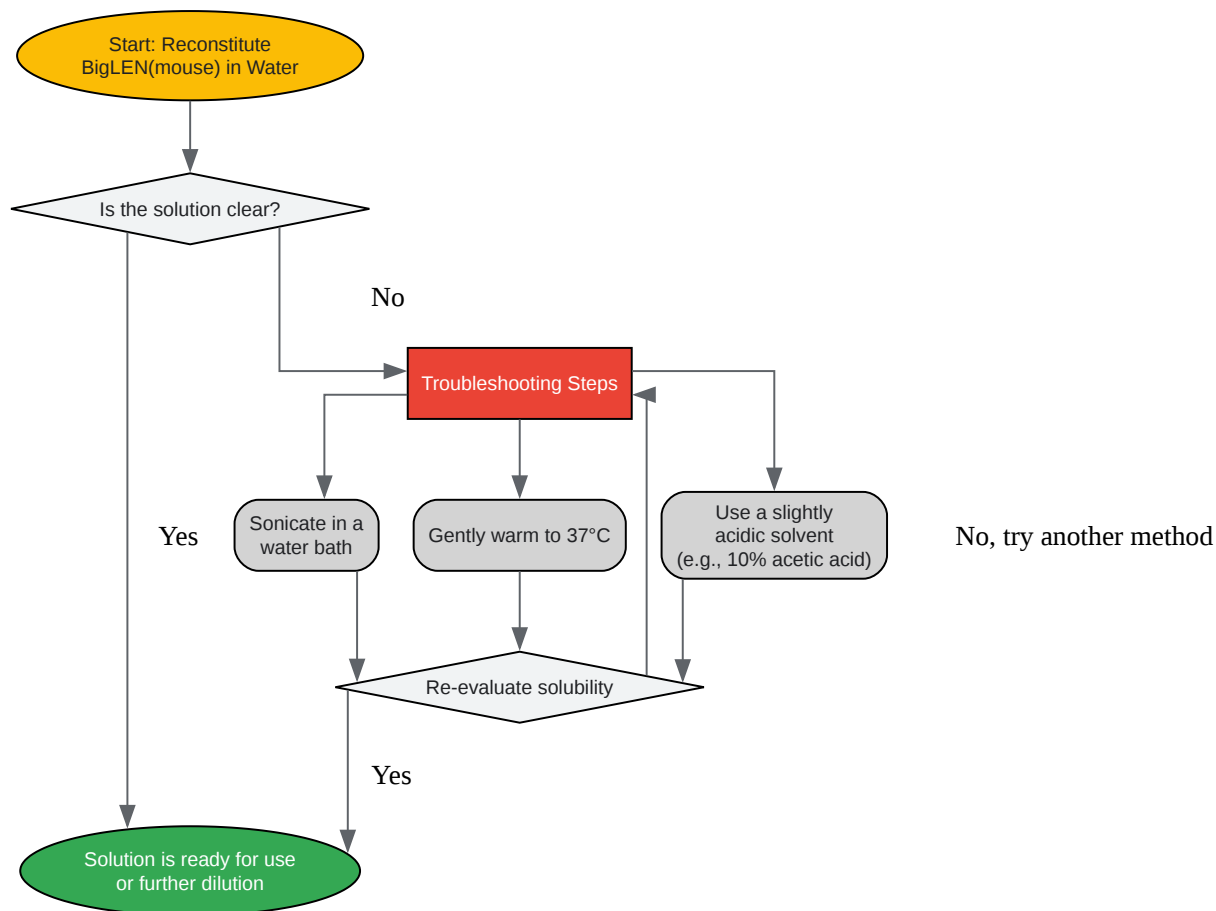 Start: Reconstitute
BigLEN(mouse) in Water
Is the solution clear?
No
Troubleshooting Steps
Yes
Sonicate in a
water bath
Gently warm to 37°C
Use a slightly
acidic solvent
(e.g., 10% acetic acid)
No, try another method
Re-evaluate solubility
Yes
Solution is ready for use
or further dilution